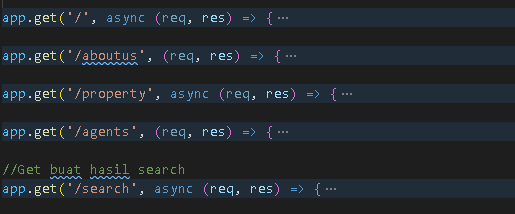 app.get('/', async (req, res) => { ···
app.get('/aboutus', (req, res) => { ···
app.get('/property', async (req, res) => { ···
app.get('/agents', (req, res) => { ···
//Get buat hasil search
app.get('/search', async (req, res) => { ···